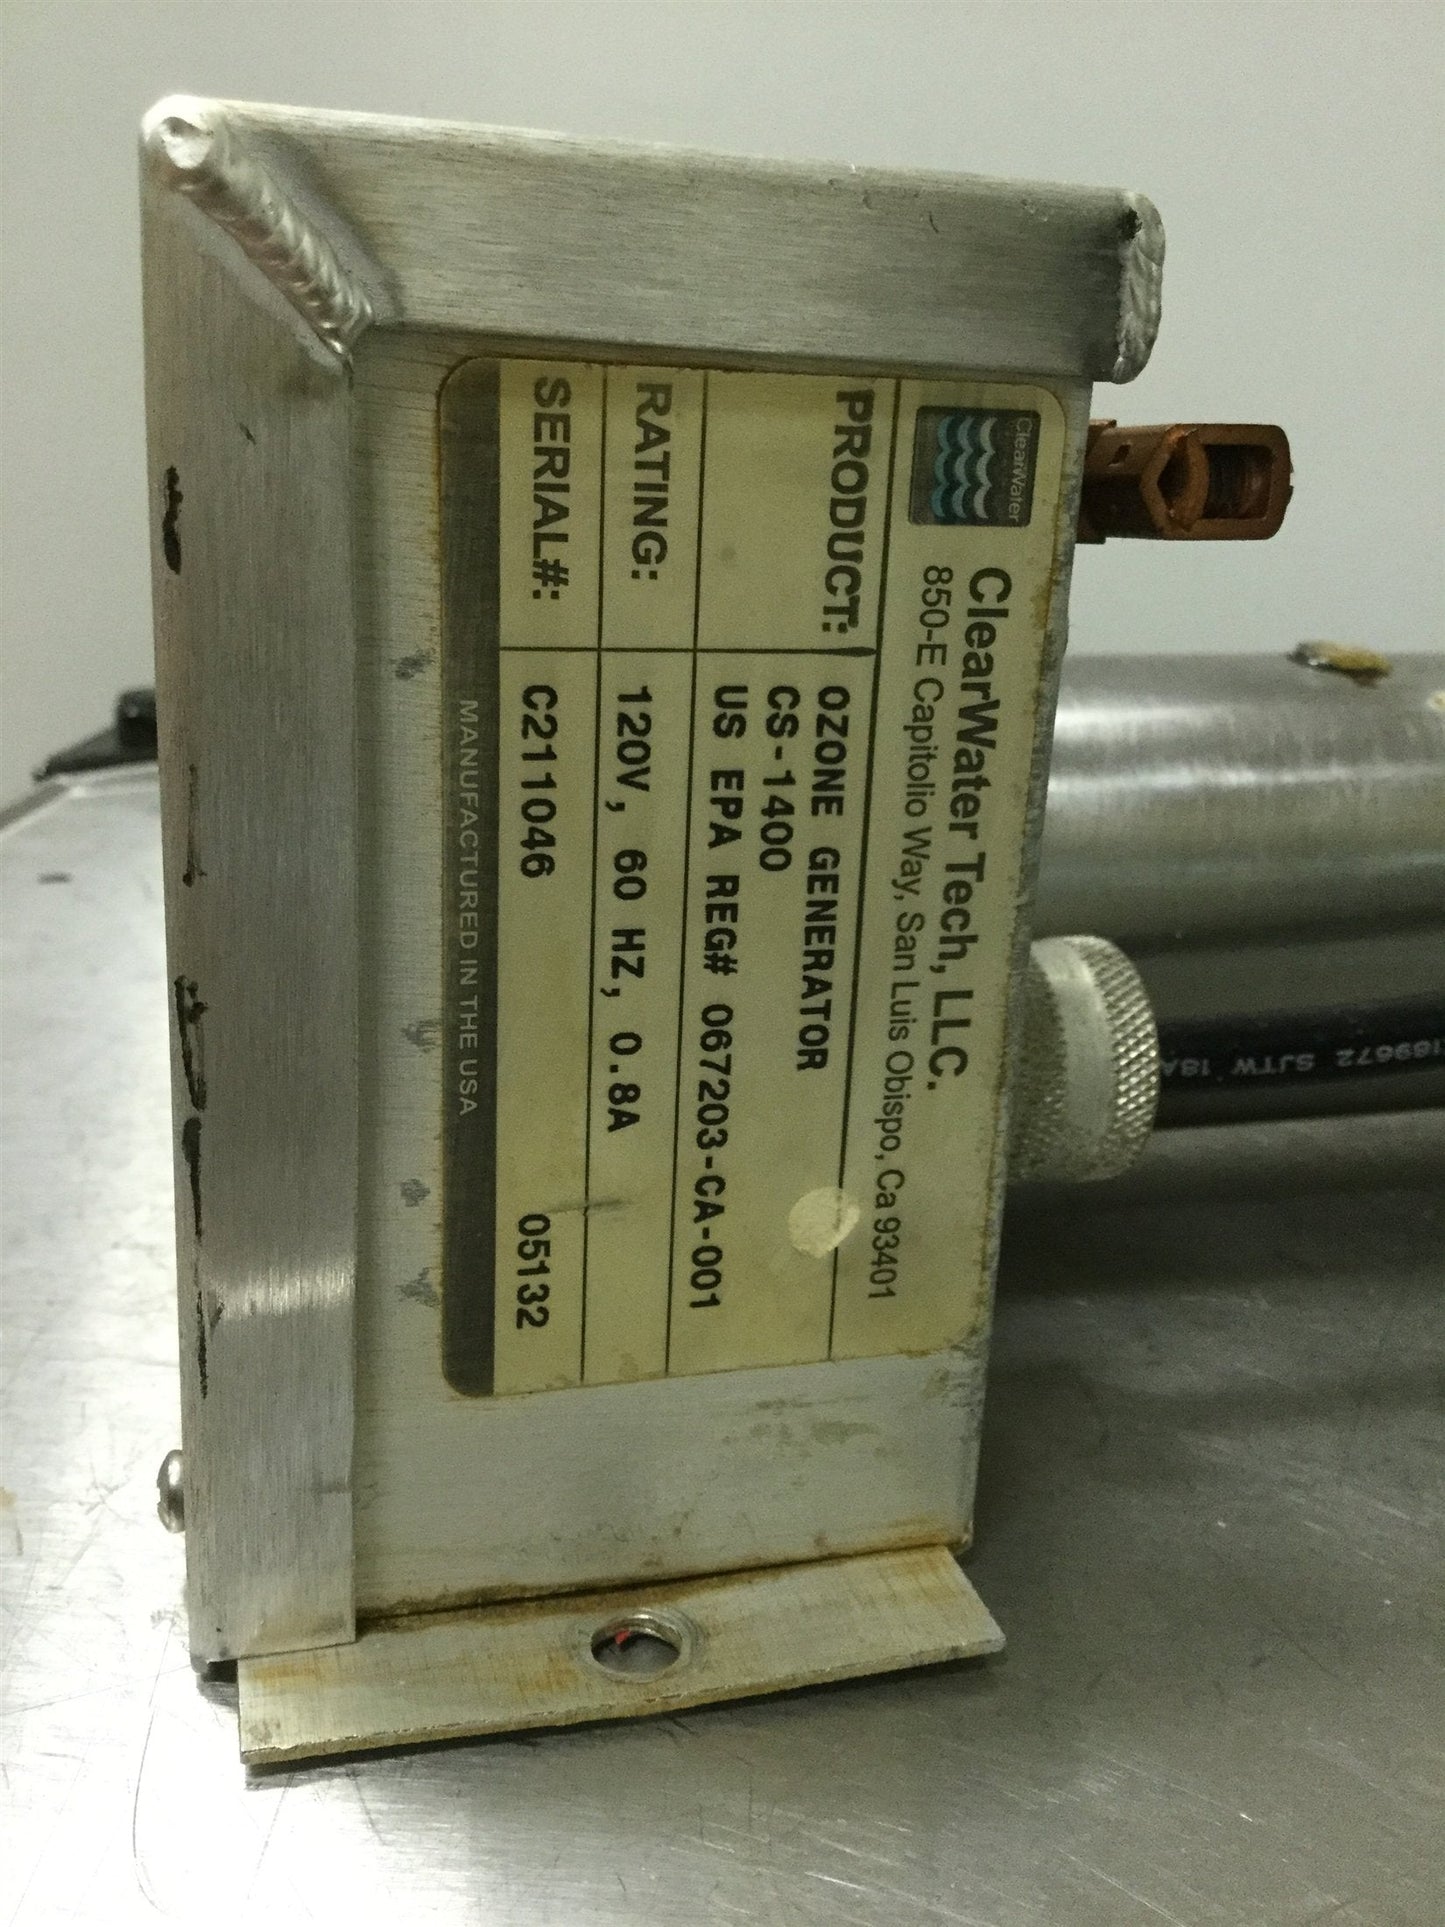 ClearWater
ClearWater Tech, LLC.
850-E Capitolio Way, San Luis Obispo, Ca 93401
PRODUCT: OZONE GENERATOR
CS-1400
US EPA REG# 067203-CA-001
RATING: 120V, 60 HZ, 0.8A
SERIAL#: C211046 05132
MANUFACTURED IN THE USA
189672 SJTW 18A